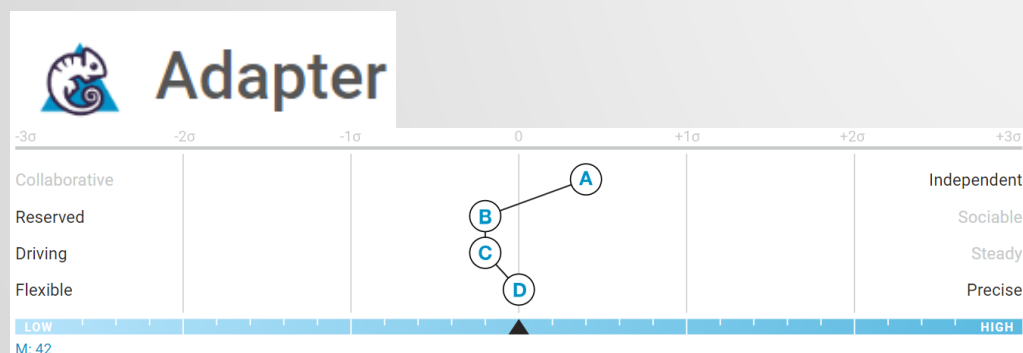 Adapter
-3σ -2σ -1σ 0 +1σ +2σ +3σ
Collaborative A Independent
Reserved B Sociable
Driving C Steady
Flexible D Precise
LOW HIGH
M: 42